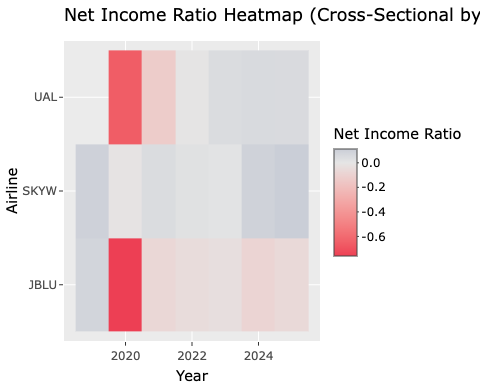 Net Income Ratio Heatmap (Cross-Sectional by
UAL
SKYW
JBLU
Airline
2020
2022
2024
Year
Net Income Ratio
0.0
-0.2
-0.4
-0.6